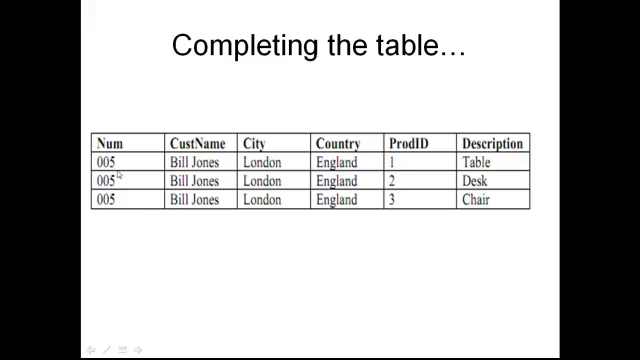 Completing the table…
Num CustName City Country ProdID Description
005 Bill Jones London England 1 Table
005 Bill Jones London England 2 Desk
005 Bill Jones London England 3 Chair